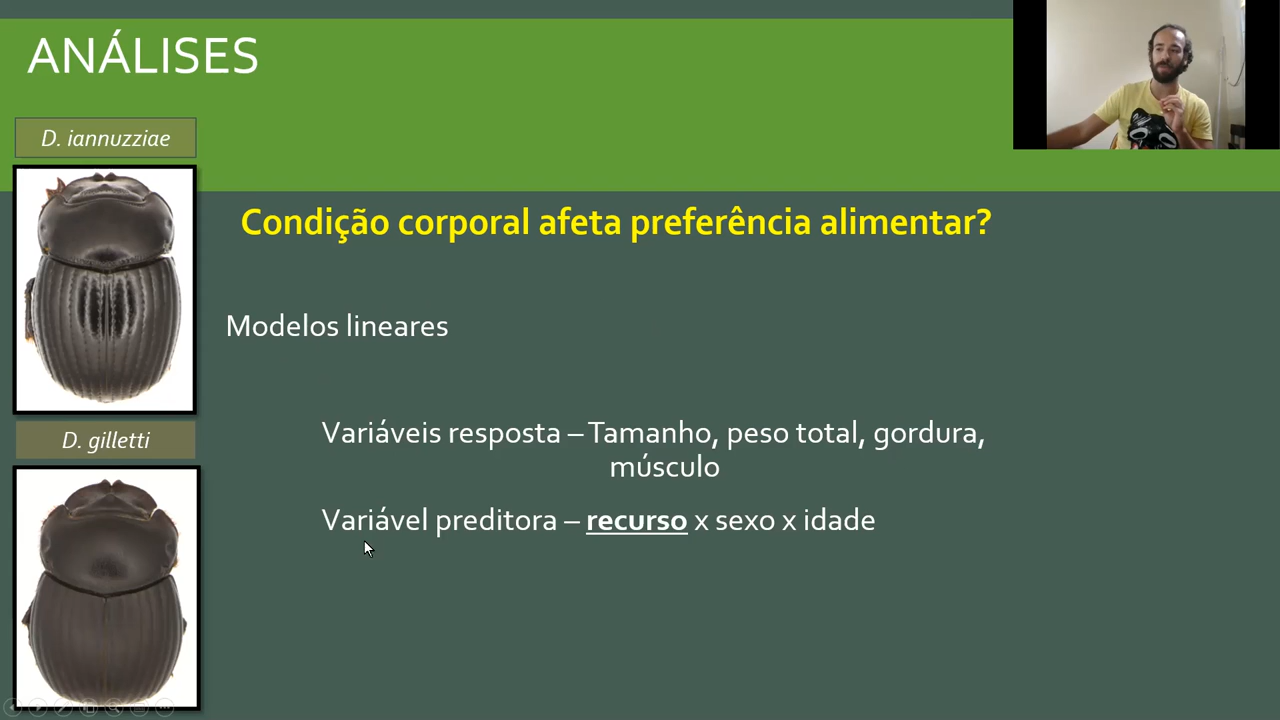 ANÁLISES
D. iannuzziae
Condição corporal afeta preferência alimentar?
Modelos lineares
D. gilletti
Variáveis resposta – Tamanho, peso total, gordura,
músculo
Variável preditora – recurso x sexo x idade